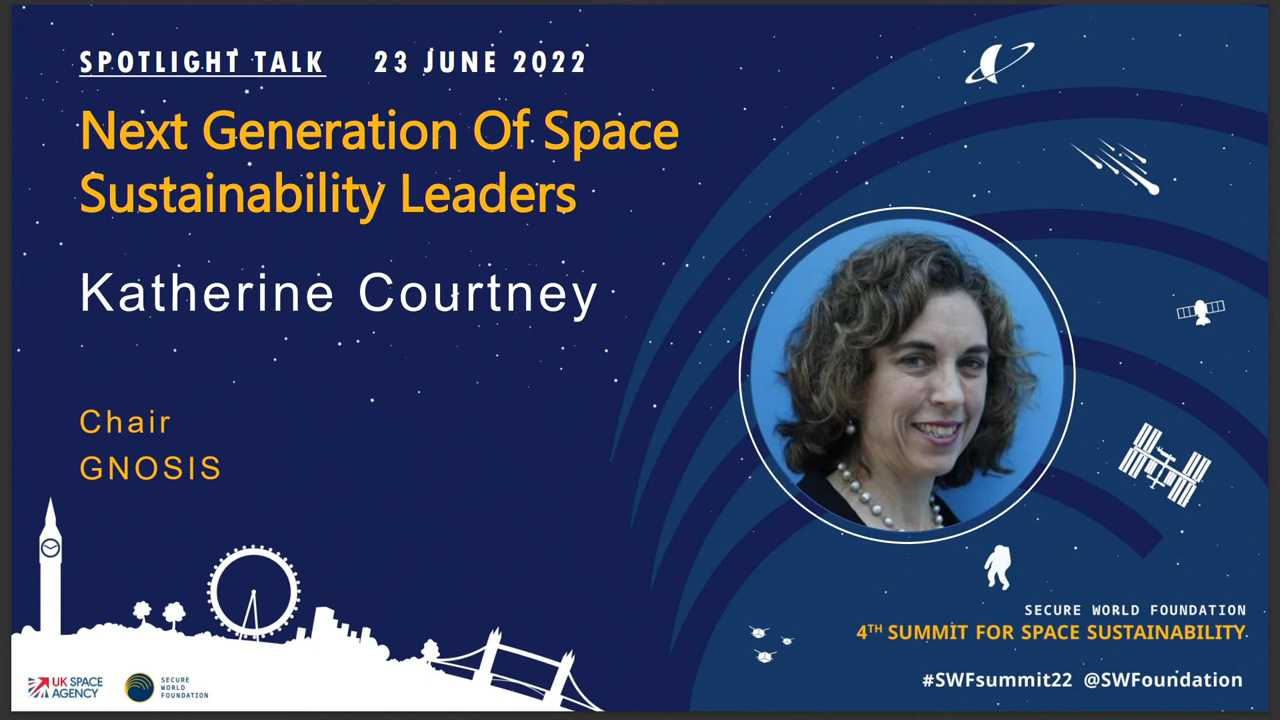 SPOTLIGHT TALK 23 JUNE 2022
Next Generation Of Space
Sustainability Leaders
Katherine Courtney
Chair
GNOSIS
SECURE WORLD FOUNDATION
4TH SUMMIT FOR SPACE SUSTAINABILITY
#SWFsummit22 @SWFoundation
UK SPACE
AGENCY
SECURE
WORLD
FOUNDATION